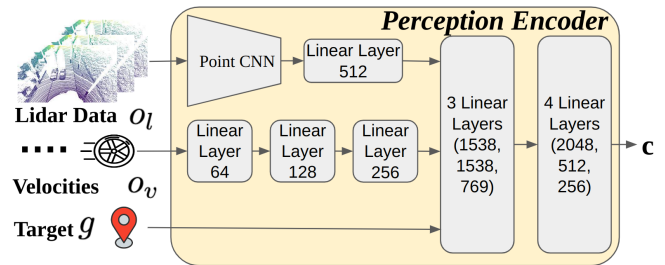 Perception Encoder
Point CNN
Linear Layer
512
Lidar Data O_l
Linear
Layer
64
Linear
Layer
128
Linear
Layer
256
3 Linear
Layers
(1538,
1538,
769)
4 Linear
Layers
(2048,
512,
256)
c
Velocities O_v
Target g